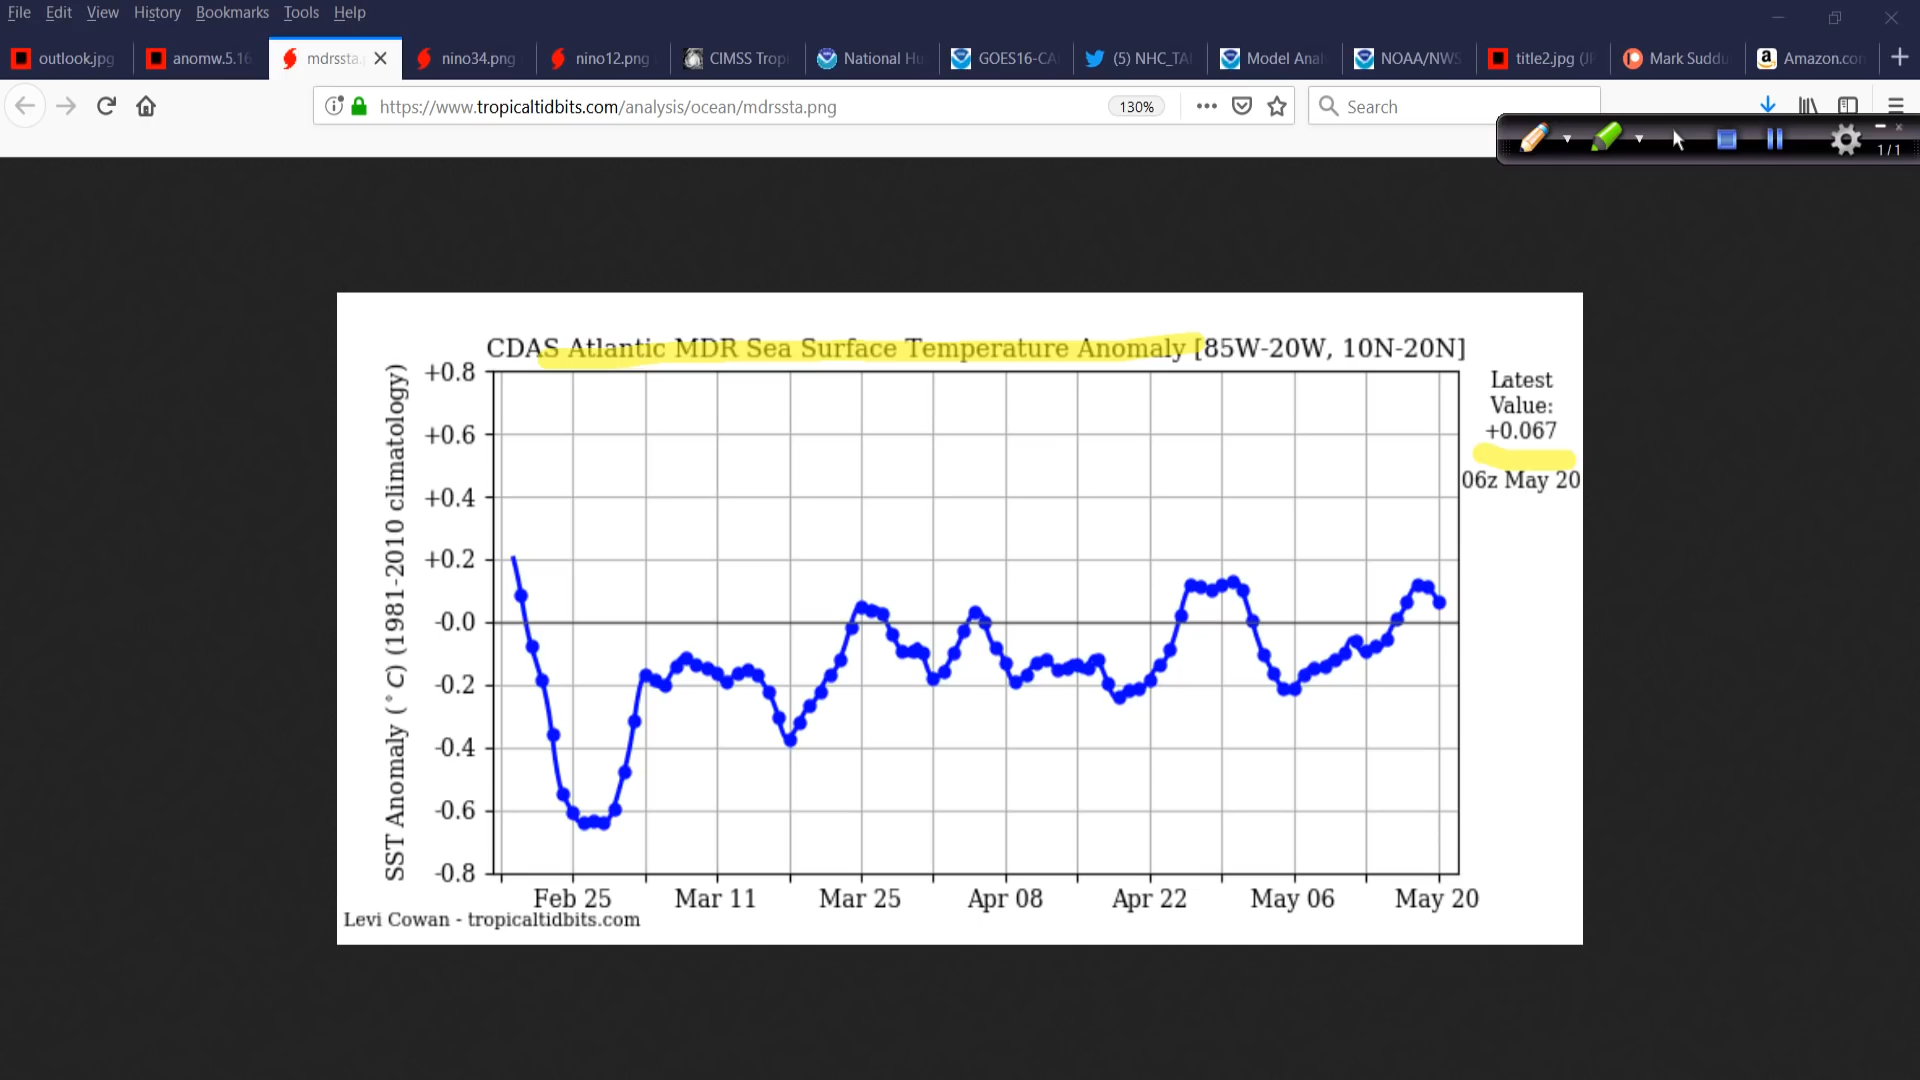 File Edit View History Bookmarks Tools Help
outlook.jpg anomw.5.16 mdrssta. nino34.png nino12.png CIMSS Trop National Hu GOES16-CA (5) NHC_TA Model Anal NOAA/NWS title2.jpg (J Mark Suddu Amazon.co
https://www.tropicaltidbits.com/analysis/ocean/mdrssta.png 130% Search
1/1
CDAS Atlantic MDR Sea Surface Temperature Anomaly [85W-20W, 10N-20N]
SST Anomaly (°C) (1981-2010 climatology)
+0.8
+0.6
+0.4
+0.2
-0.0
-0.2
-0.4
-0.6
-0.8
Latest
Value:
+0.067
06z May 20
Feb 25 Mar 11 Mar 25 Apr 08 Apr 22 May 06 May 20
Levi Cowan - tropicaltidbits.com